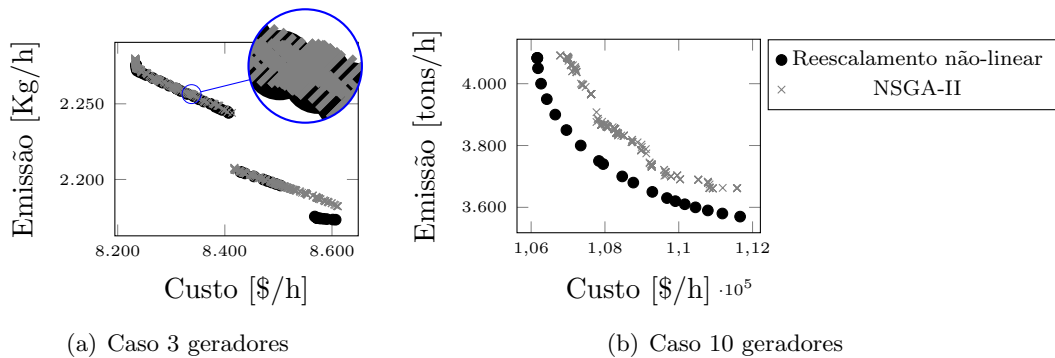 Emissão [Kg/h]
2.250
2.200
8.200
8.400
8.600
Custo [$/h]
(a) Caso 3 geradores
Emissão [tons/h]
4.000
3.800
3.600
1,06
1,08
1,1
1,12
Custo [$/h]
·10⁵
(b) Caso 10 geradores
Reescalamento não-linear
NSGA-II